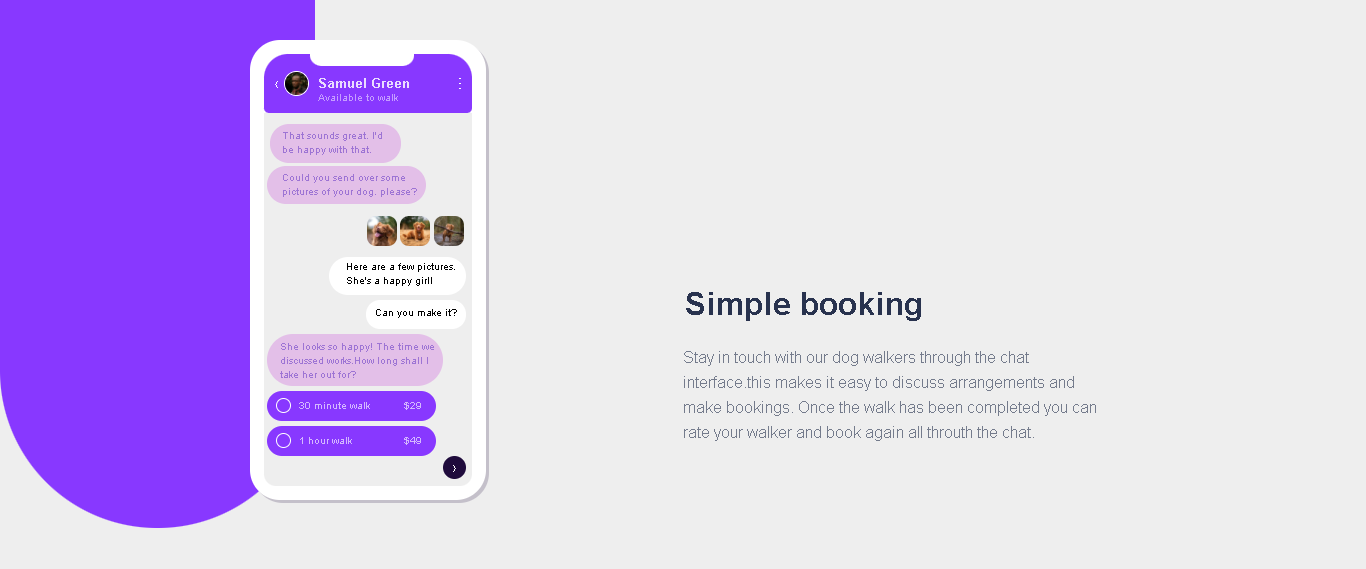 Samuel Green
Available to walk
That sounds great. I'd
be happy with that.
Could you send over some
pictures of your dog. please?
Here are a few pictures.
She's a happy girll
Can you make it?
She looks so happy! The time we
discussed works.How long shall I
take her out for?
30 minute walk $29
1 hour walk $49
Simple booking
Stay in touch with our dog walkers through the chat
interface.this makes it easy to discuss arrangements and
make bookings. Once the walk has been completed you can
rate your walker and book again all throuth the chat.